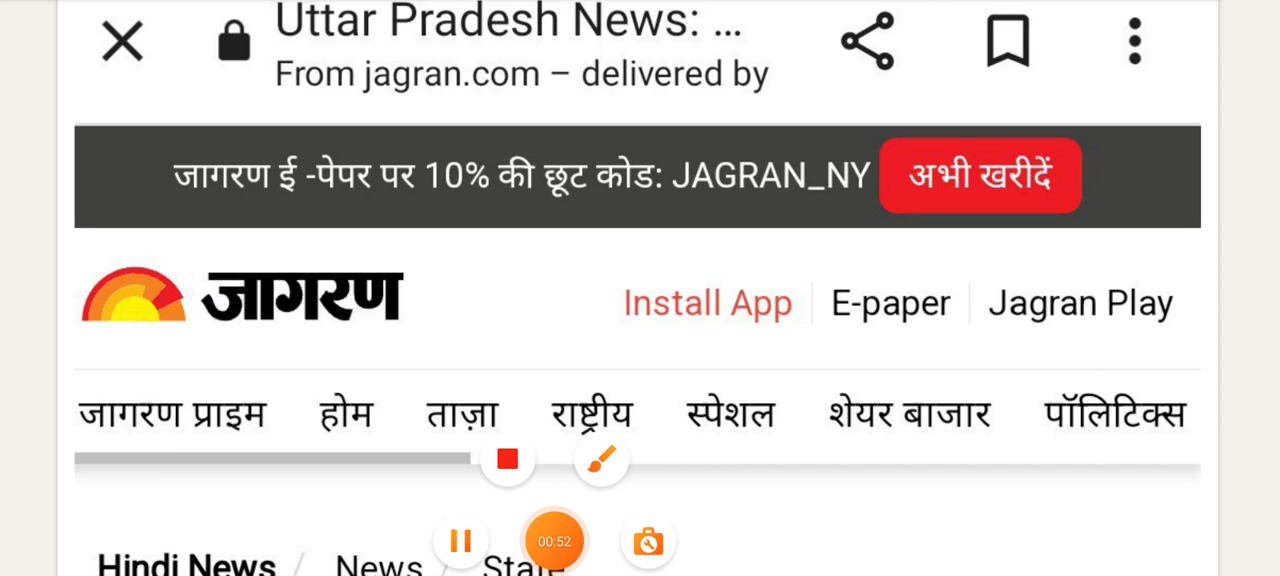 Uttar Pradesh News: ...
From jagran.com – delivered by
जागरण ई -पेपर पर 10% की छूट कोड: JAGRAN_NY अभी खरीदें
जागरण Install App E-paper Jagran Play
जागरण प्राइम होम ताज़ा राष्ट्रीय स्पेशल शेयर बाजार पॉलिटिक्स
00:52
Hindi News / News / State